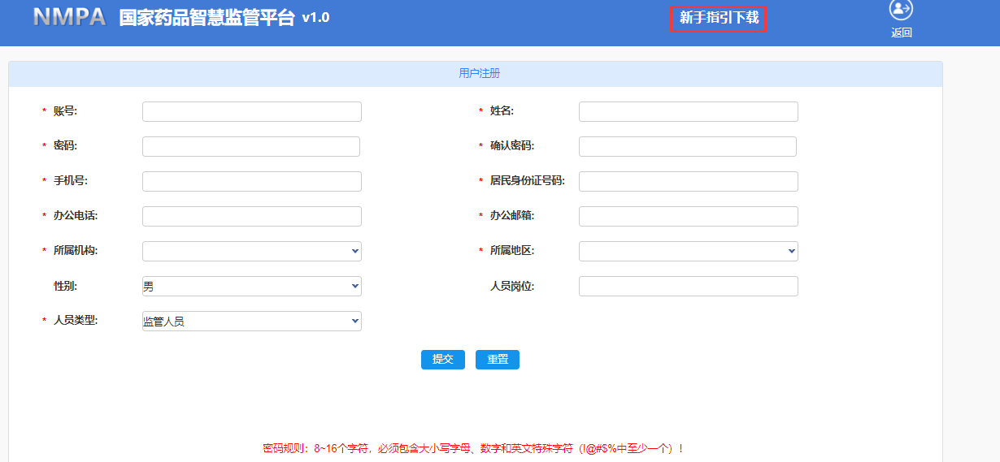 NMPA 国家药品智慧监管平台 v1.0 新手指引下载
返回
用户注册
* 账号: * 姓名:
* 密码: * 确认密码:
* 手机号: * 居民身份证号码:
* 办公电话: * 办公邮箱:
* 所属机构: * 所属地区:
性别: 男 人员岗位:
* 人员类型: 监管人员
提交 重置
密码规则：8~16个字符，必须包含大小写字母、数字和英文特殊字符（!@#$%中至少一个）！